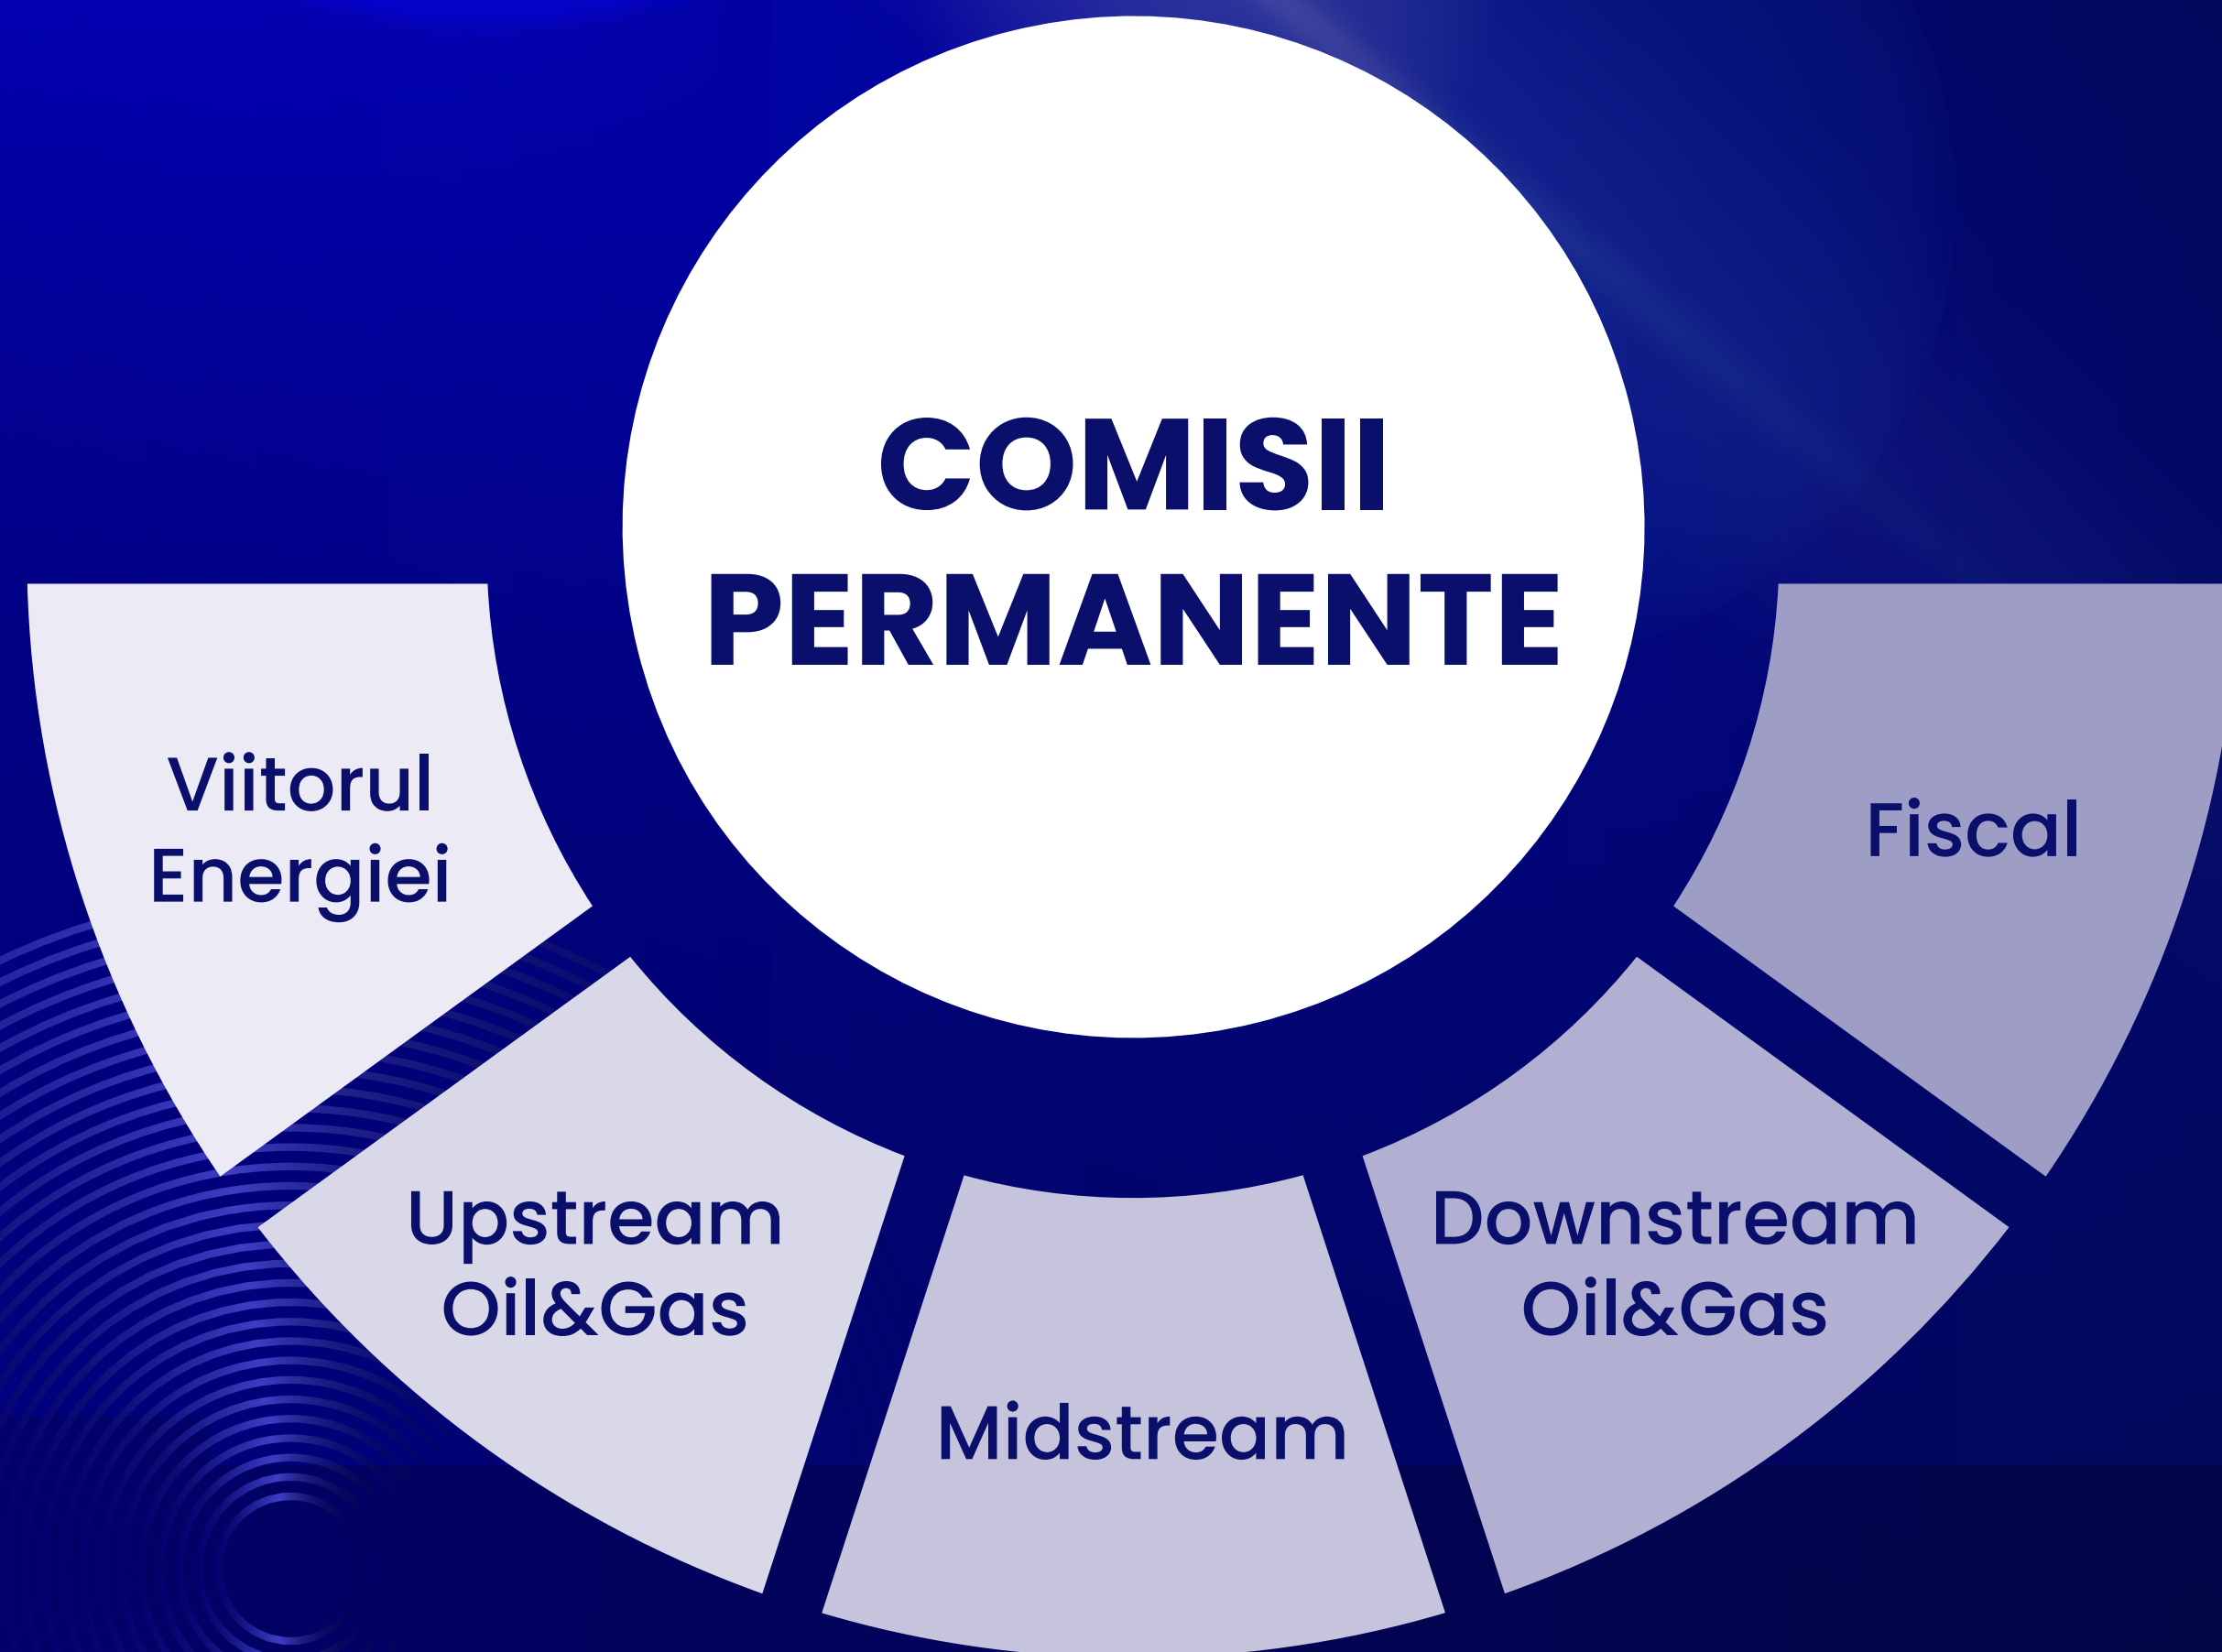 COMISII
PERMANENTE
Viitorul
Energiei
Upstream
Oil&Gas
Midstream
Downstream
Oil&Gas
Fiscal